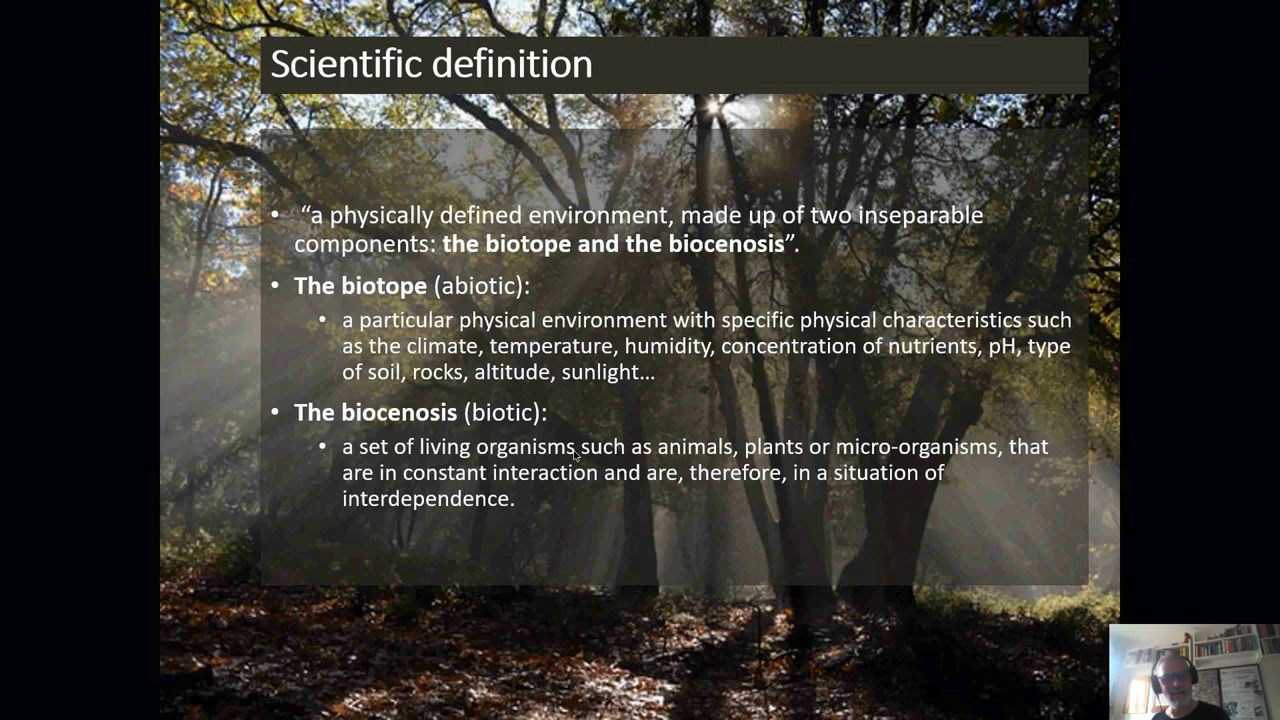 Scientific definition
• “a physically defined environment, made up of two inseparable
components: the biotope and the biocenosis”.
• The biotope (abiotic):
• a particular physical environment with specific physical characteristics such
as the climate, temperature, humidity, concentration of nutrients, pH, type
of soil, rocks, altitude, sunlight...
• The biocenosis (biotic):
• a set of living organisms such as animals, plants or micro-organisms, that
are in constant interaction and are, therefore, in a situation of
interdependence.